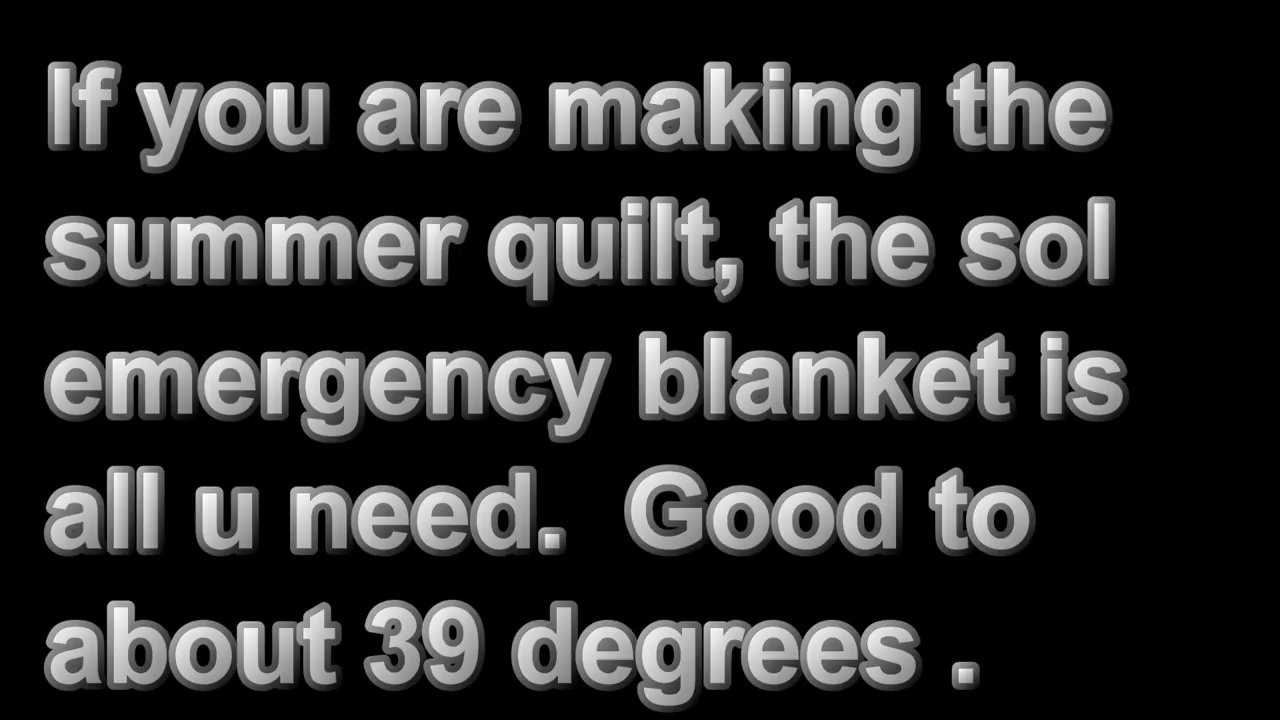 If you are making the
summer quilt, the sol
emergency blanket is
all u need.  Good to
about 39 degrees .